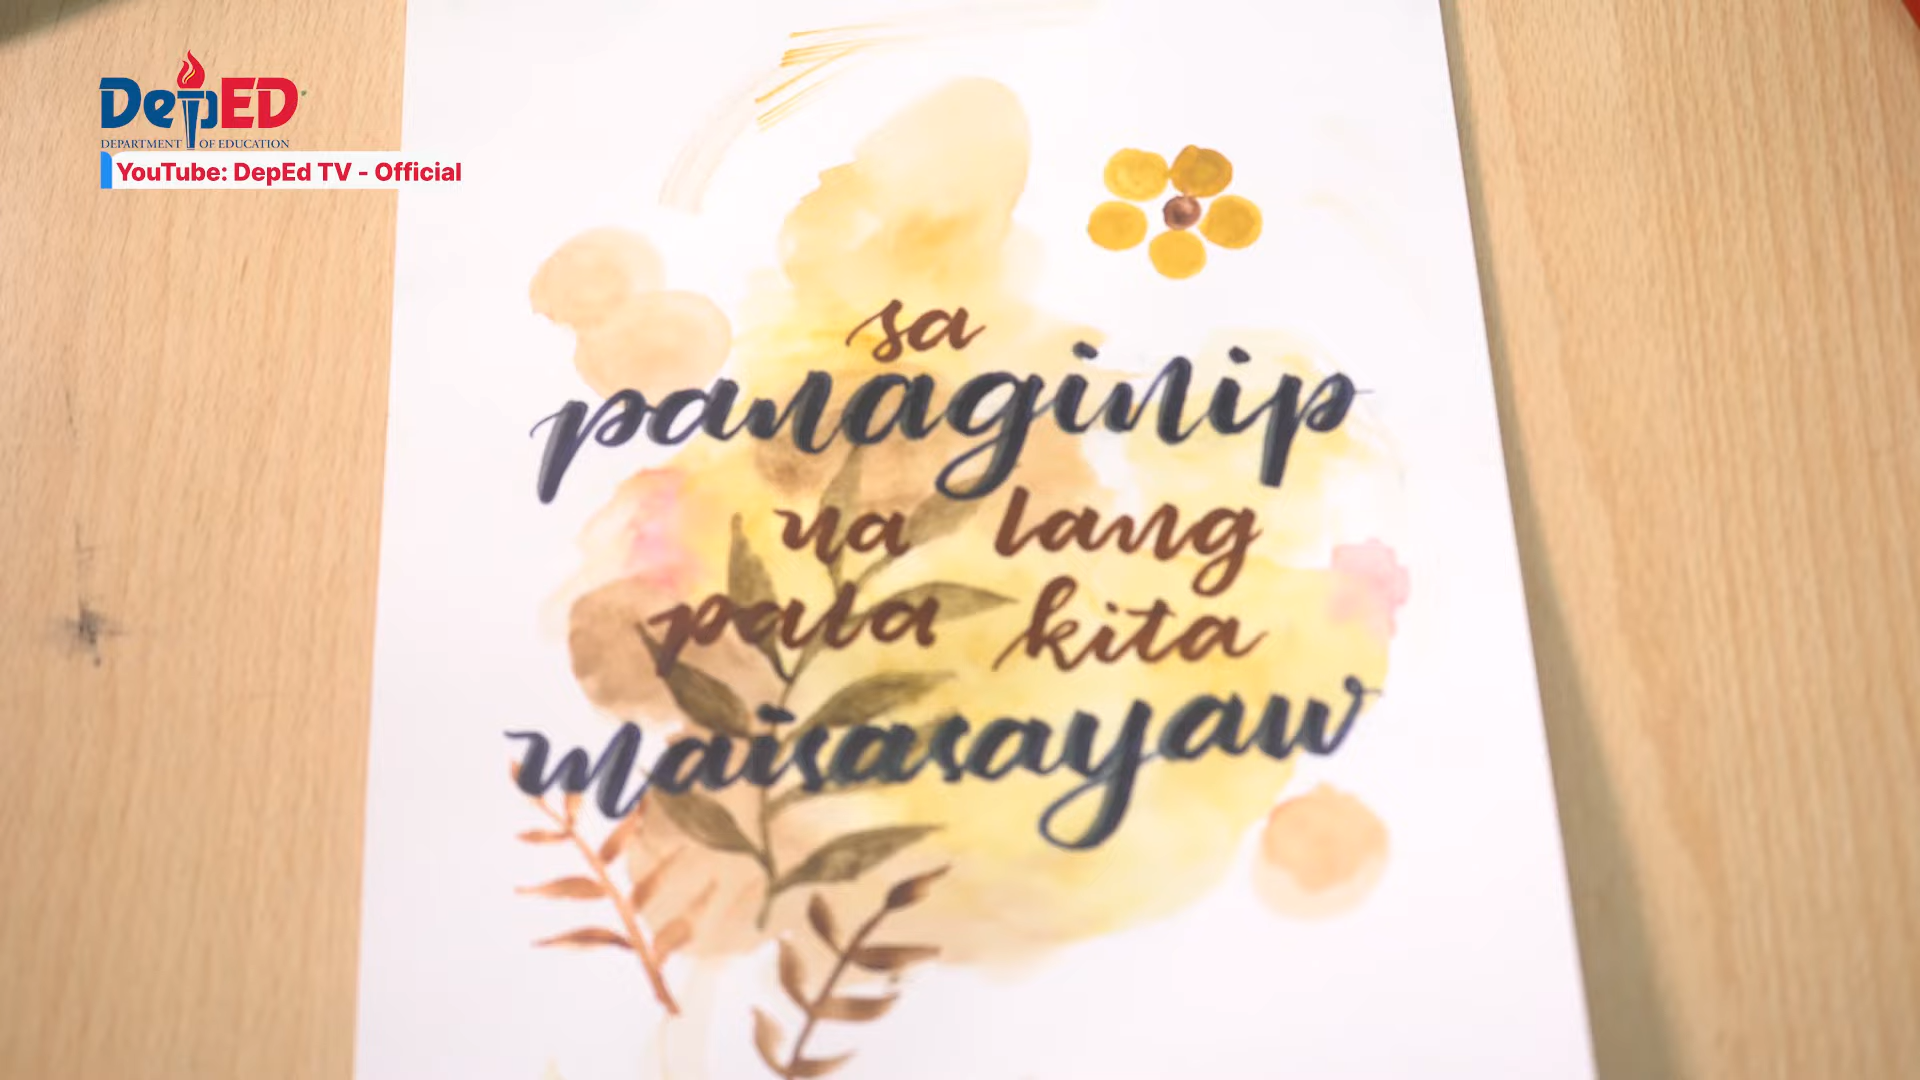 DepED
DEPARTMENT OF EDUCATION
YouTube: DepEd TV - Official
sa
panaginip
na lang
pala kita
maisasayaw